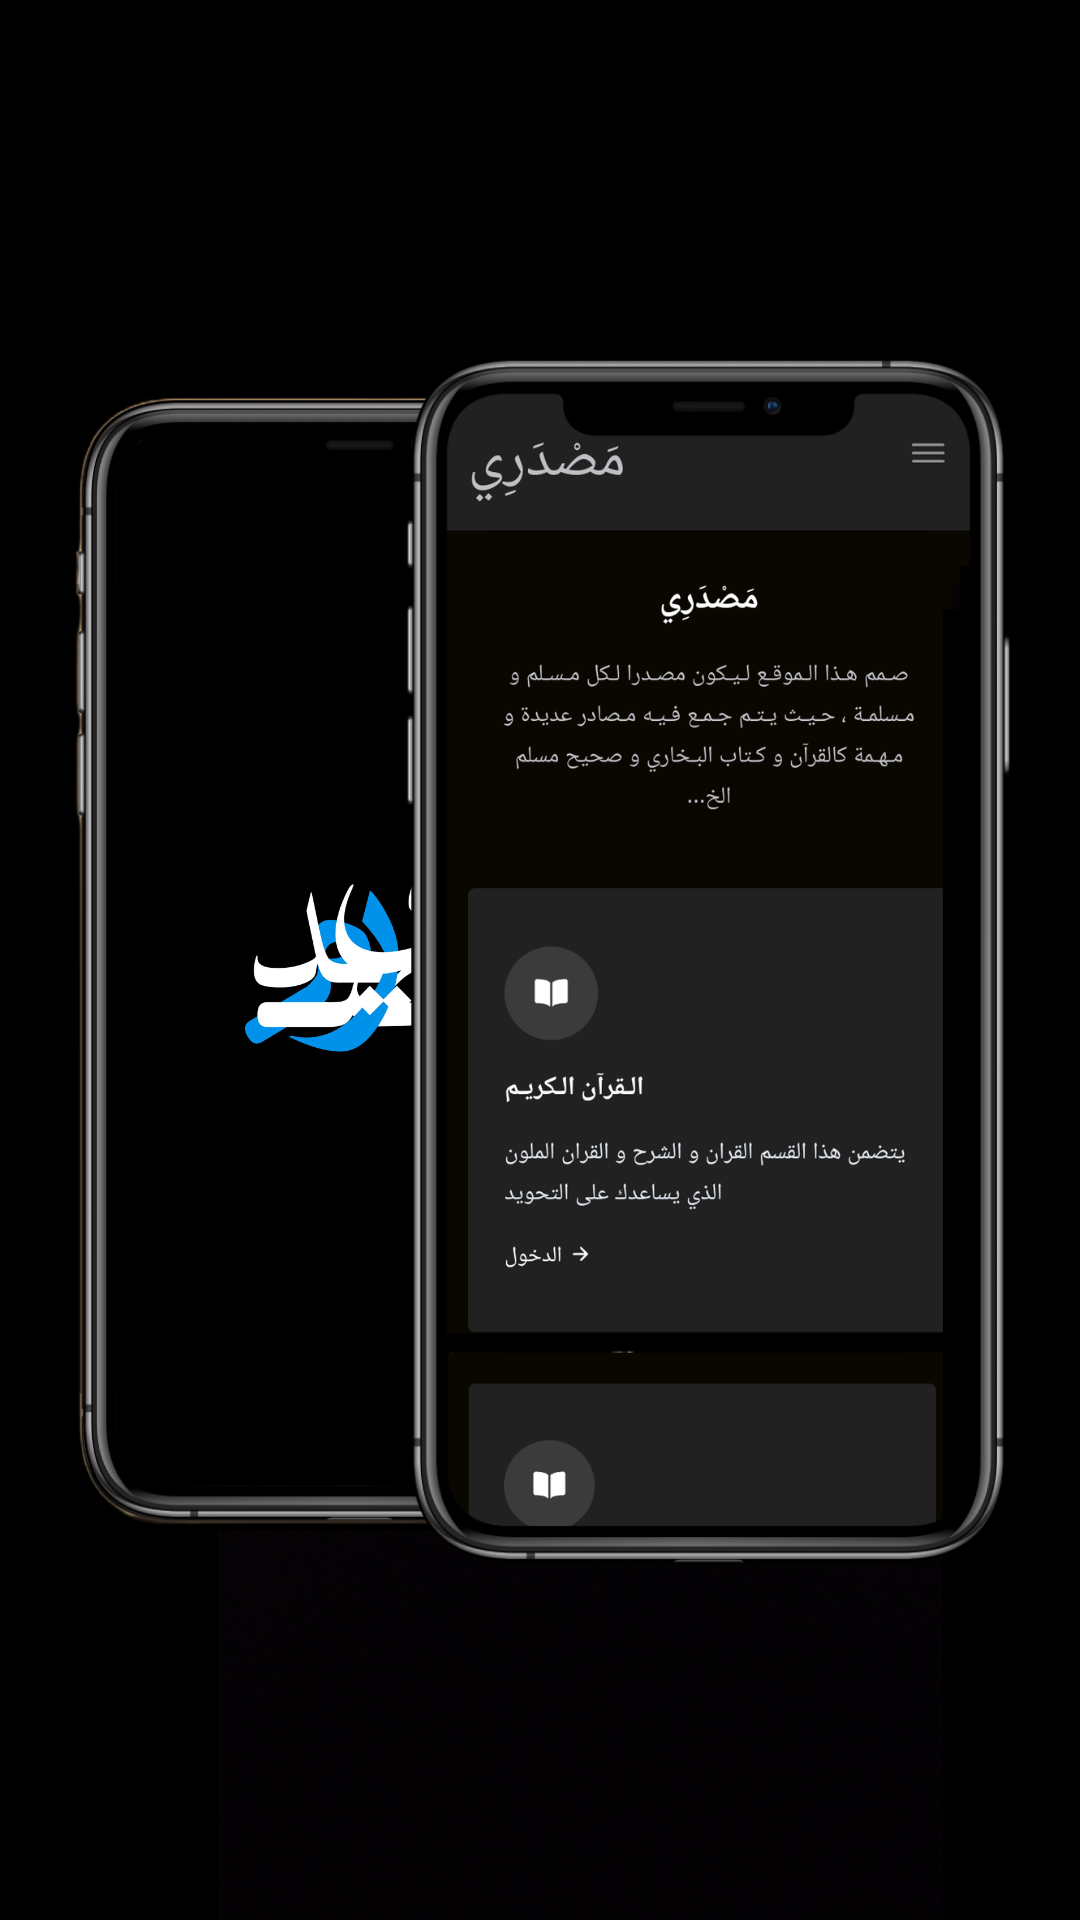 مَصْدَرِي
مَصْدَرِي
صمم هذا الموقع ليكون مصدرا لكل مسلم و
مسلمة ، حيث يتم جمع فيه مصادر عديدة و
مهمة كالقرآن و كتاب البخاري و صحيح مسلم
الخ...
القرآن الكريم
يتضمن هذا القسم القران و الشرح و القران الملون
الذي يساعدك على التحويد
→ الدخول